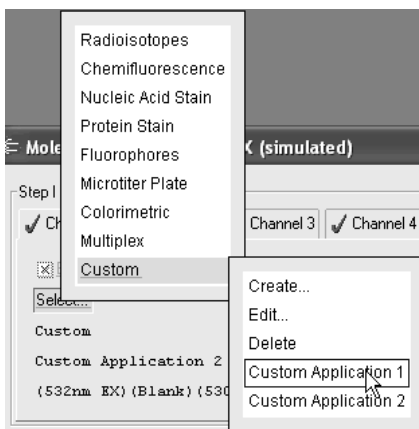 Radioisotopes
Chemifluorescence
Nucleic Acid Stain
Protein Stain
Fluorophores
Microtiter Plate
Colorimetric
Multiplex
Custom
(simulated)
Step I
Channel 3 Channel 4
Select...
Create...
Edit...
Delete
Custom Application 1
Custom Application 2
Custom
Custom Application 2
(532nm EX)(Blank)(530